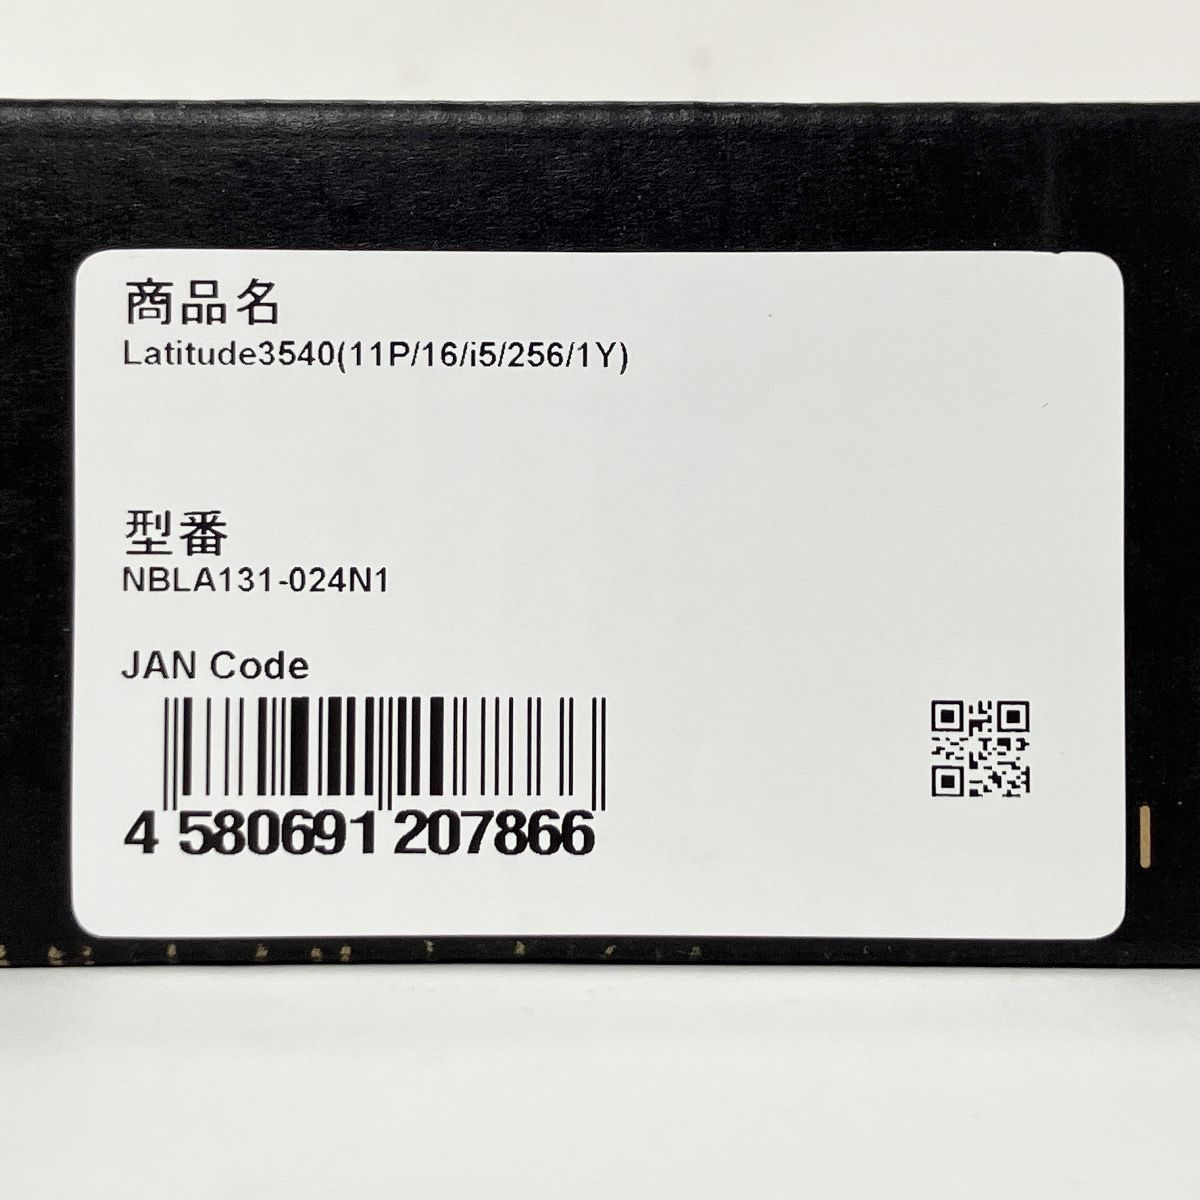 商品名
Latitude3540(11P/16/i5/256/1Y)
型番
NBLA131-024N1
JAN Code
4 580691 207866